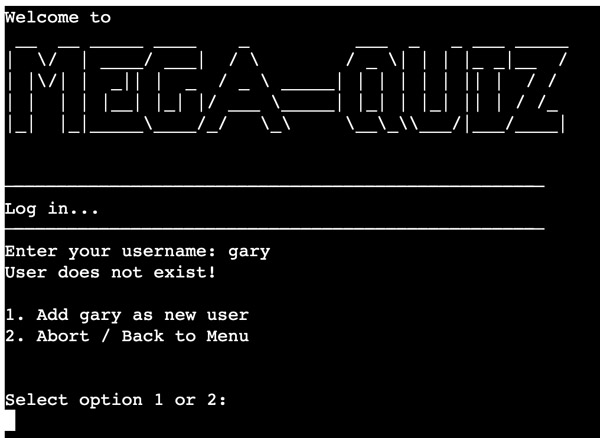 Welcome to
MEGA-QUIZ
Log in...
Enter your username: gary
User does not exist!
1. Add gary as new user
2. Abort / Back to Menu
Select option 1 or 2: